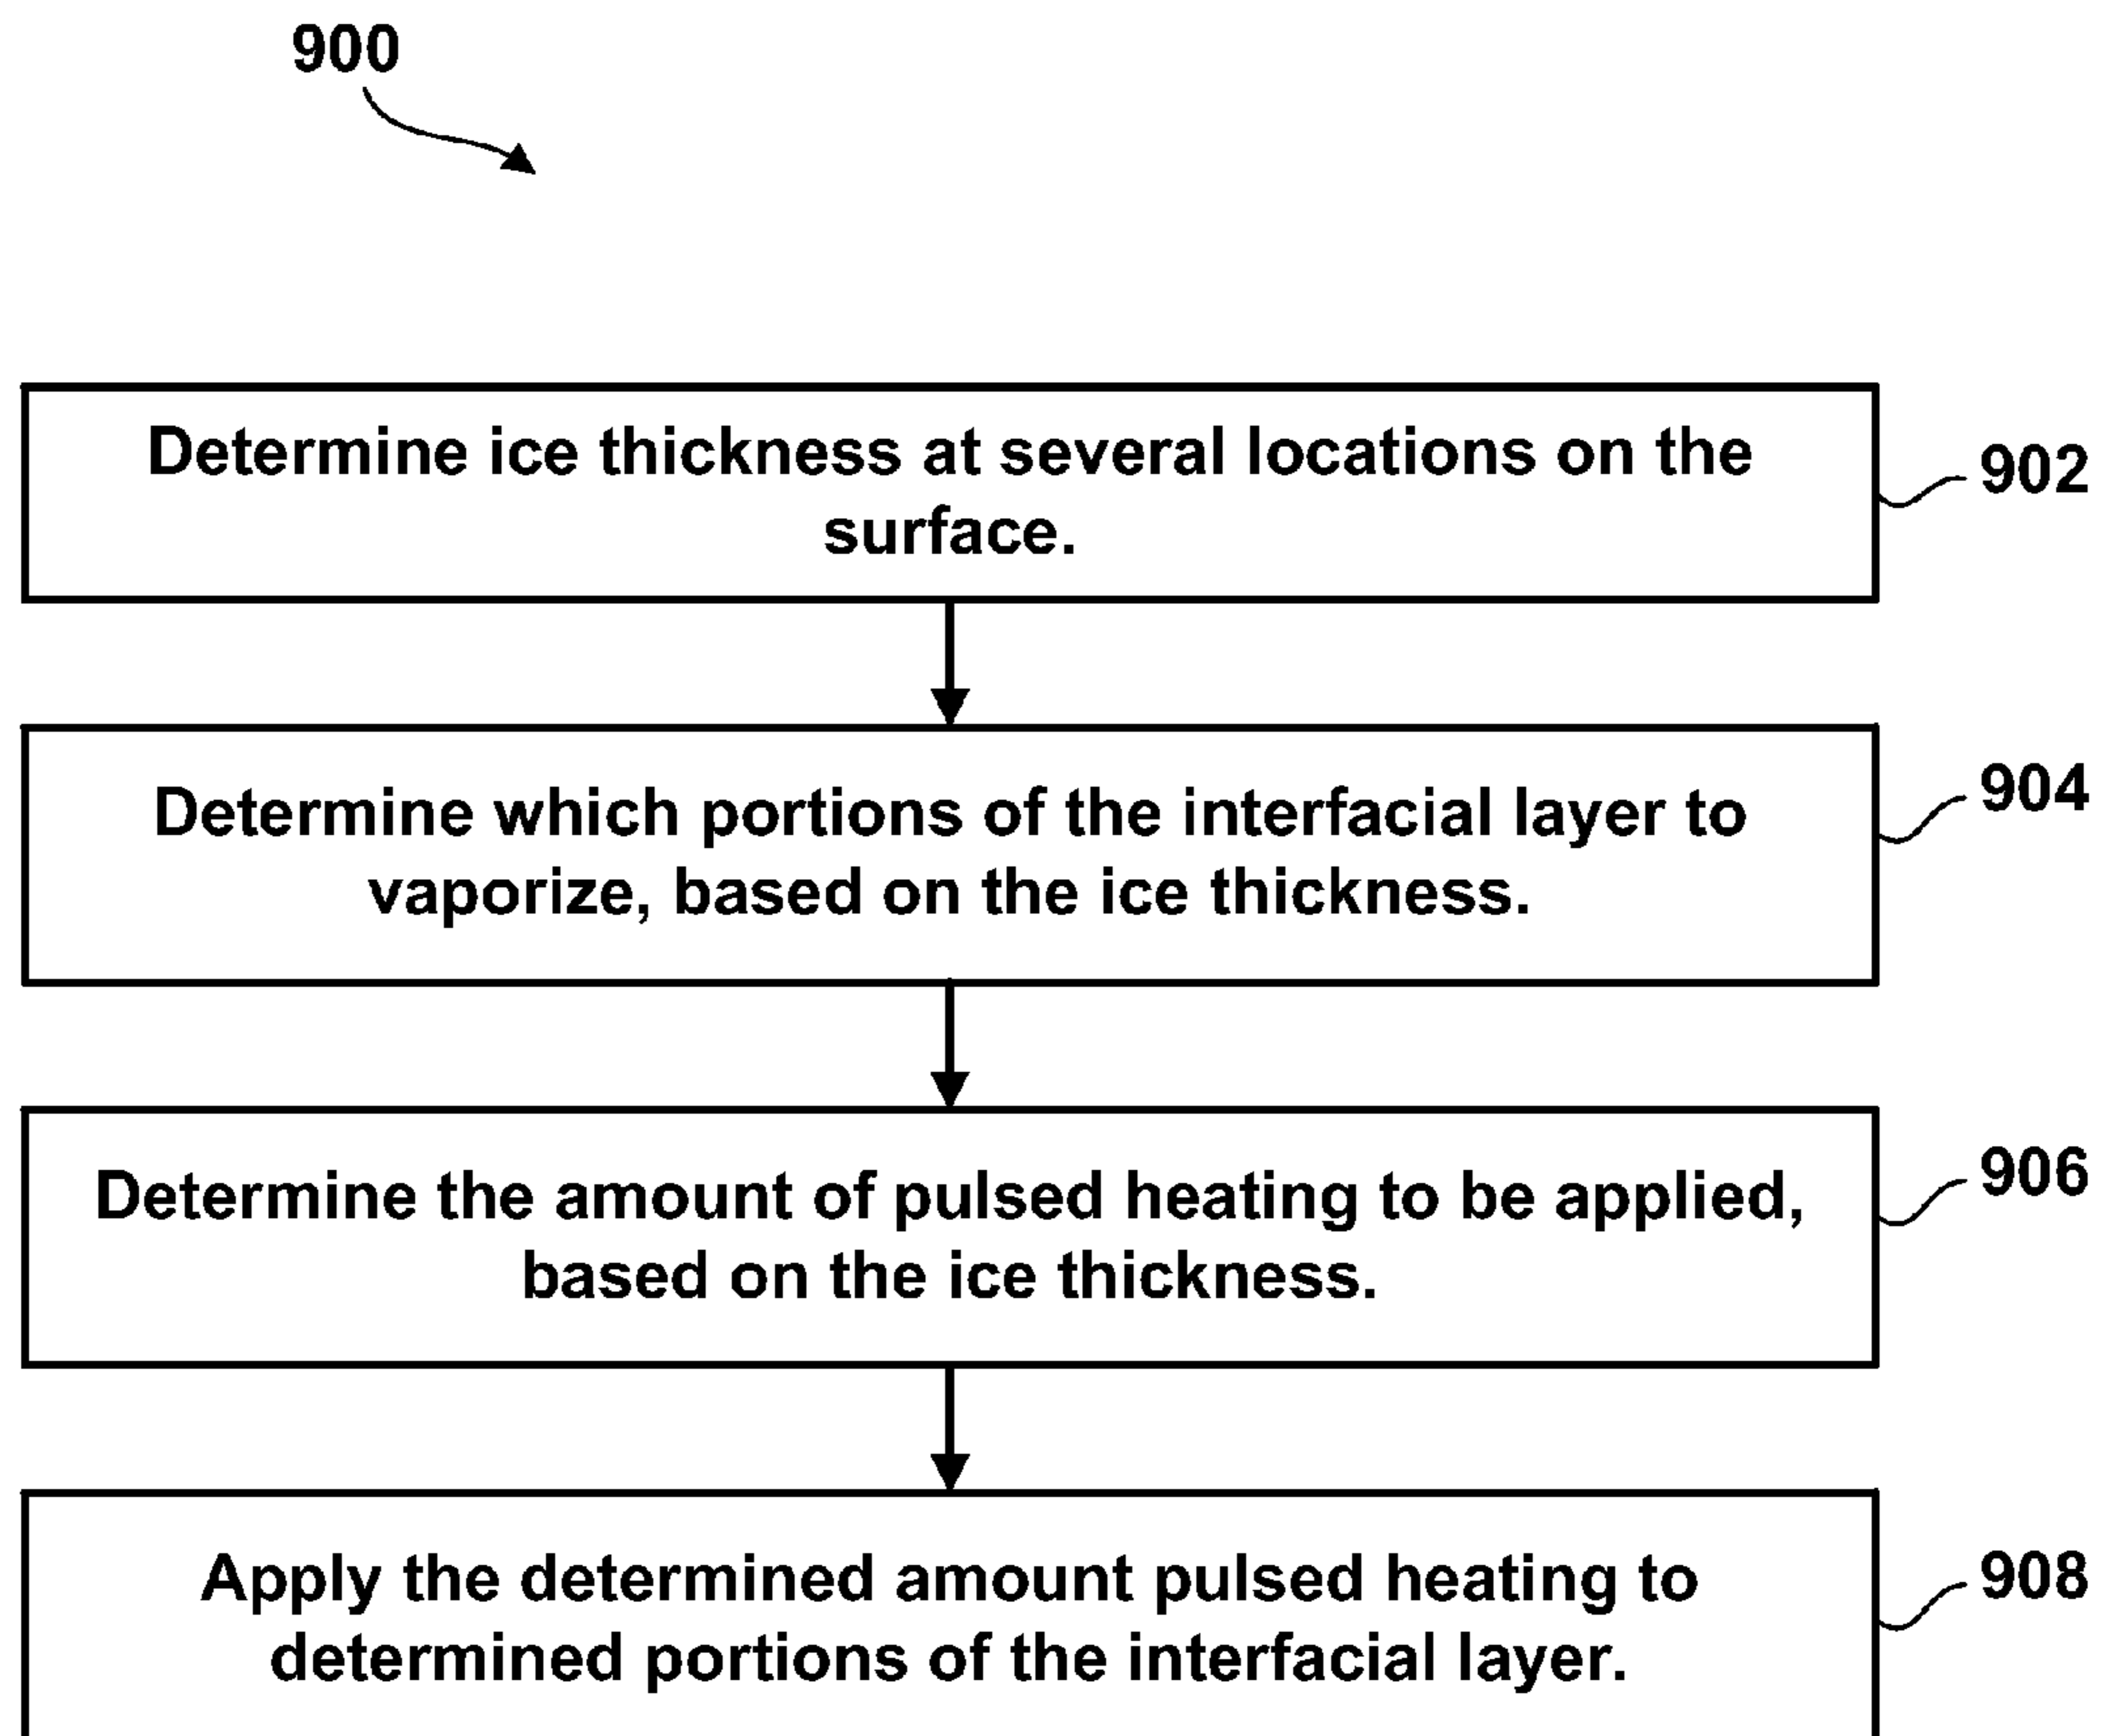 900
Determine ice thickness at several locations on the
surface.
902
Determine which portions of the interfacial layer to
vaporize, based on the ice thickness.
904
Determine the amount of pulsed heating to be applied,
based on the ice thickness.
906
Apply the determined amount pulsed heating to
determined portions of the interfacial layer.
908